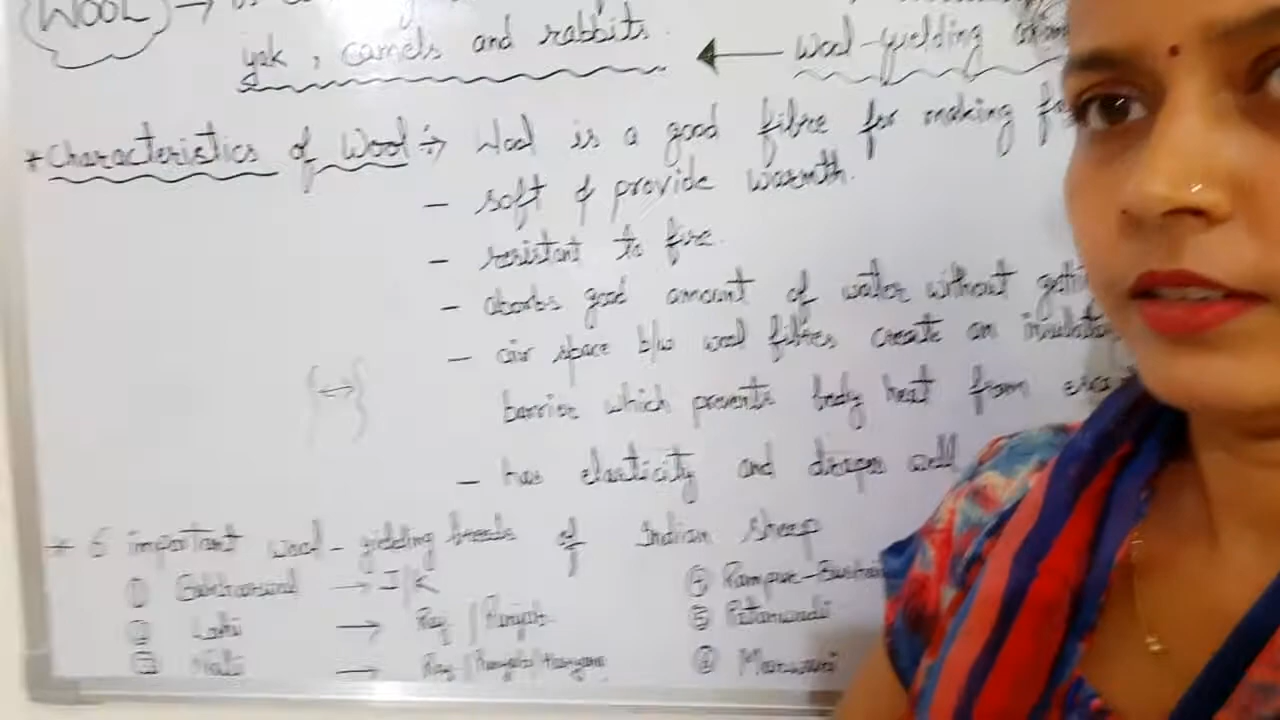 WOOL →
yak , camels and rabbits. ← wool-yielding
* Characteristics of Wool :→ Wool is a good fibre for making
- soft & provide warmth.
- resistant to fire.
- absorbs good amount of water without
- air space b/w wool fibres create an
barrier which prevents body heat from
- has elasticity and drapes well
* 6 important wool-yielding breeds of Indian sheep
① → J/K
② Lohi → Raj / Punjab
③ Nali → Raj / Punjab / Haryana
④ Rampur-
⑤ Patanwadi
⑥ Marwari